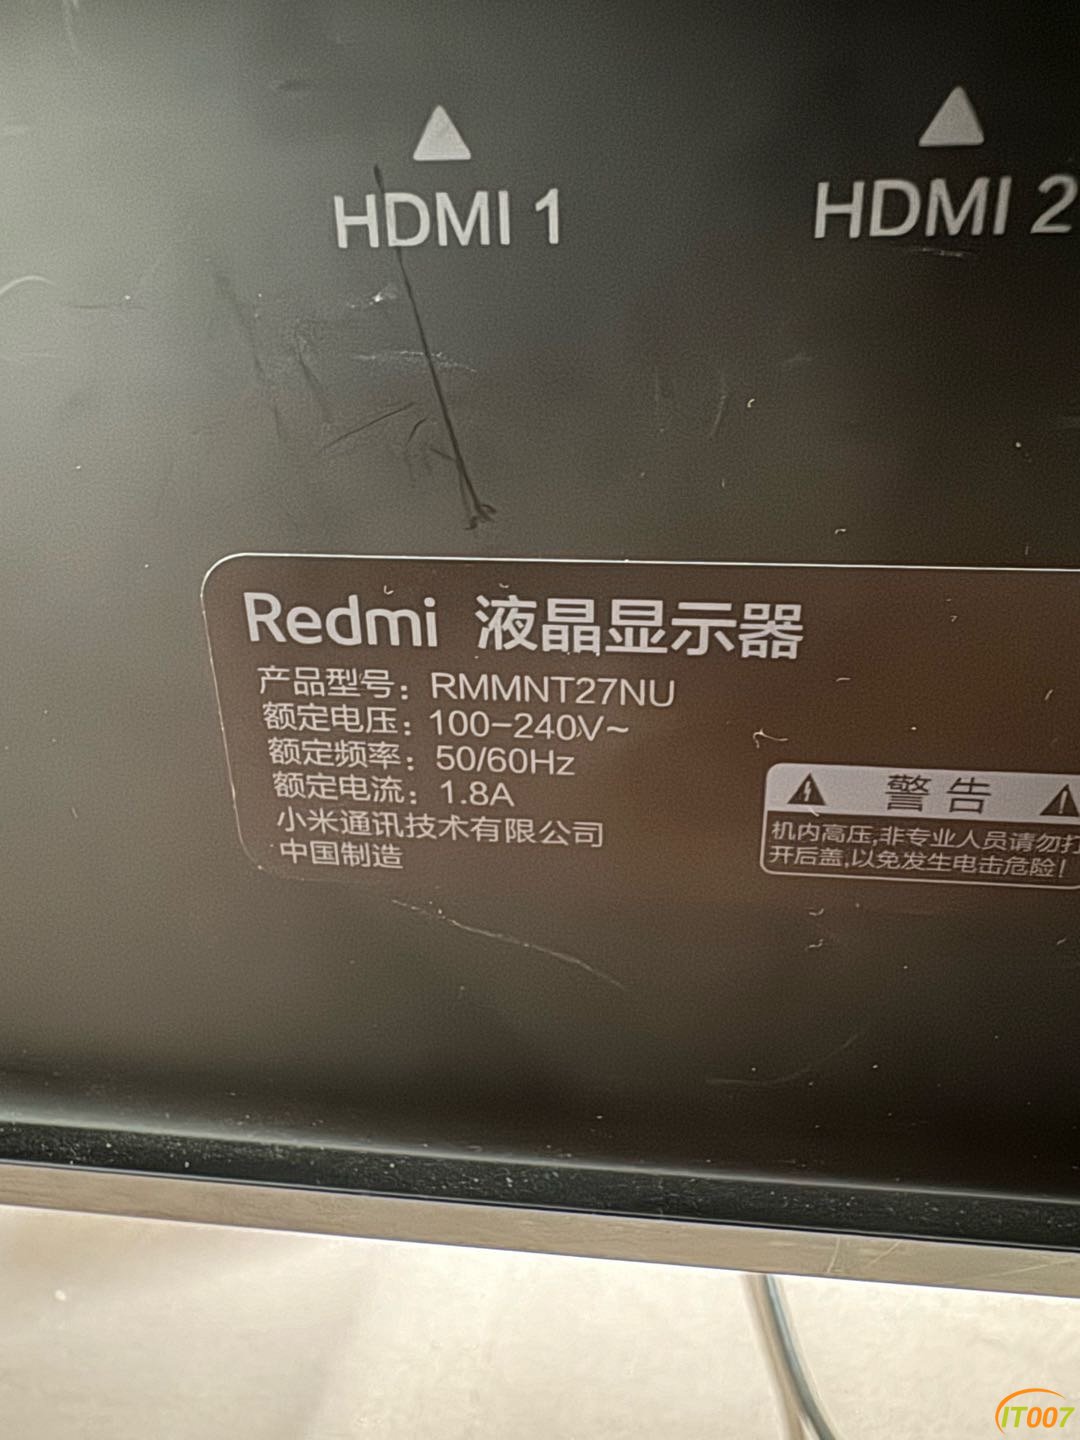 HDMI 1
HDMI 2
Redmi 液晶显示器
产品型号：RMMNT27NU
额定电压：100-240V~
额定频率：50/60Hz
额定电流：1.8A
小米通讯技术有限公司
中国制造
警告
机内高压,非专业人员请勿打
开后盖,以免发生电击危险!
IT007